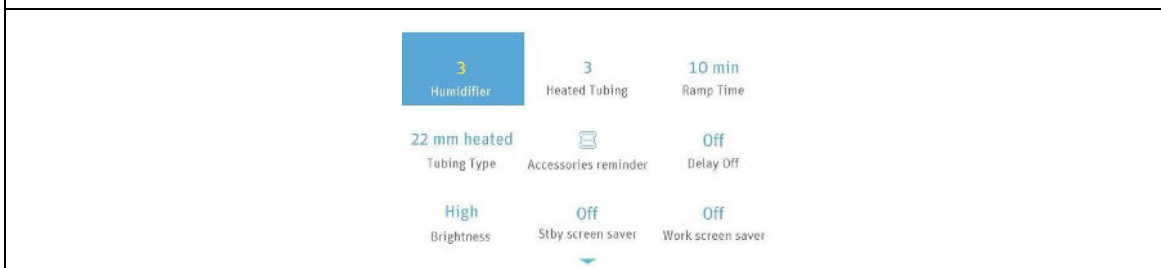 3 3 10 min
Humidifier Heated Tubing Ramp Time
22 mm heated Off
Tubing Type Accessories reminder Delay Off
High Off Off
Brightness Stby screen saver Work screen saver